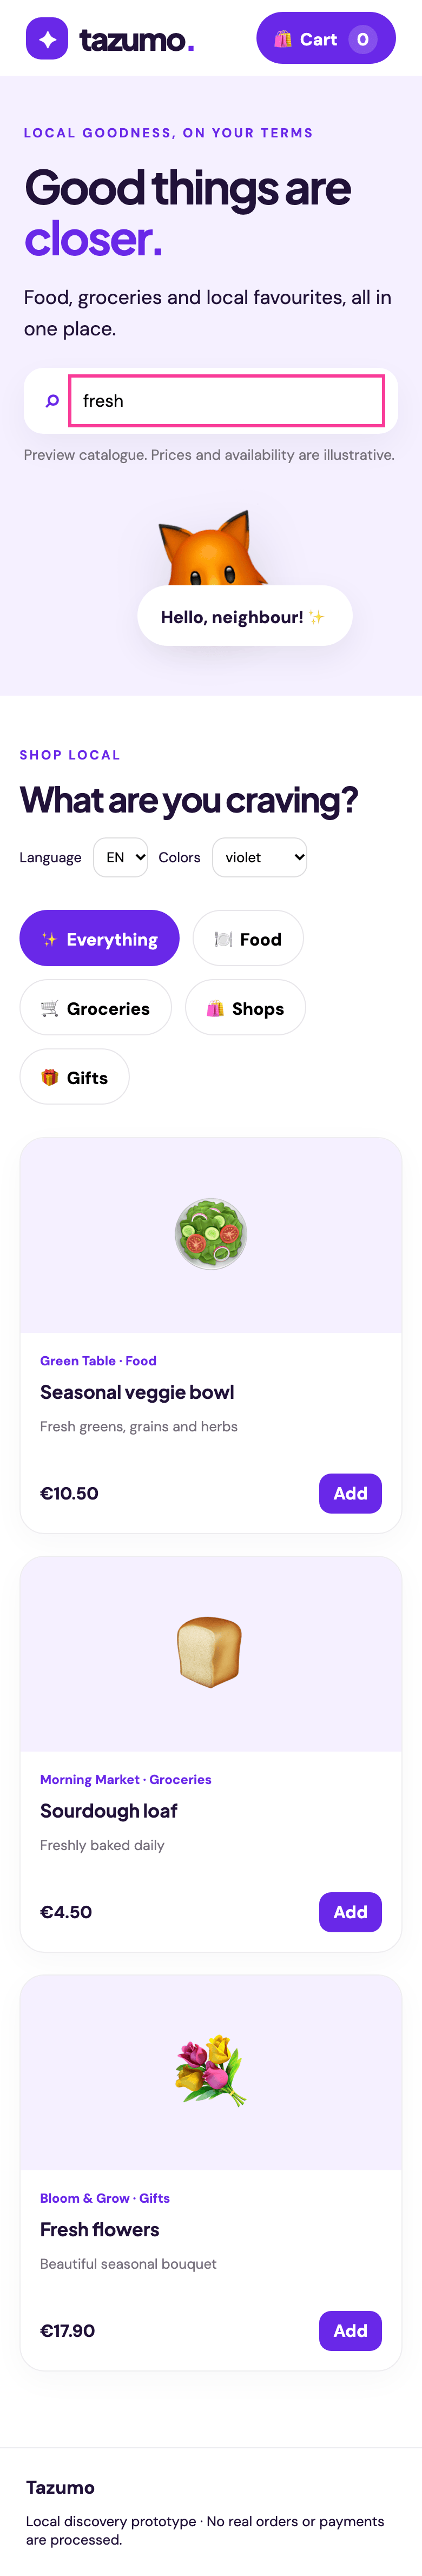 tazumo.
Cart 0
LOCAL GOODNESS, ON YOUR TERMS
Good things are
closer.
Food, groceries and local favourites, all in
one place.
fresh
Preview catalogue. Prices and availability are illustrative.
Hello, neighbour! ✨
SHOP LOCAL
What are you craving?
Language EN Colors violet
✨ Everything
Food
Groceries
Shops
Gifts
Green Table · Food
Seasonal veggie bowl
Fresh greens, grains and herbs
€10.50 Add
Morning Market · Groceries
Sourdough loaf
Freshly baked daily
€4.50 Add
Bloom & Grow · Gifts
Fresh flowers
Beautiful seasonal bouquet
€17.90 Add
Tazumo
Local discovery prototype · No real orders or payments
are processed.